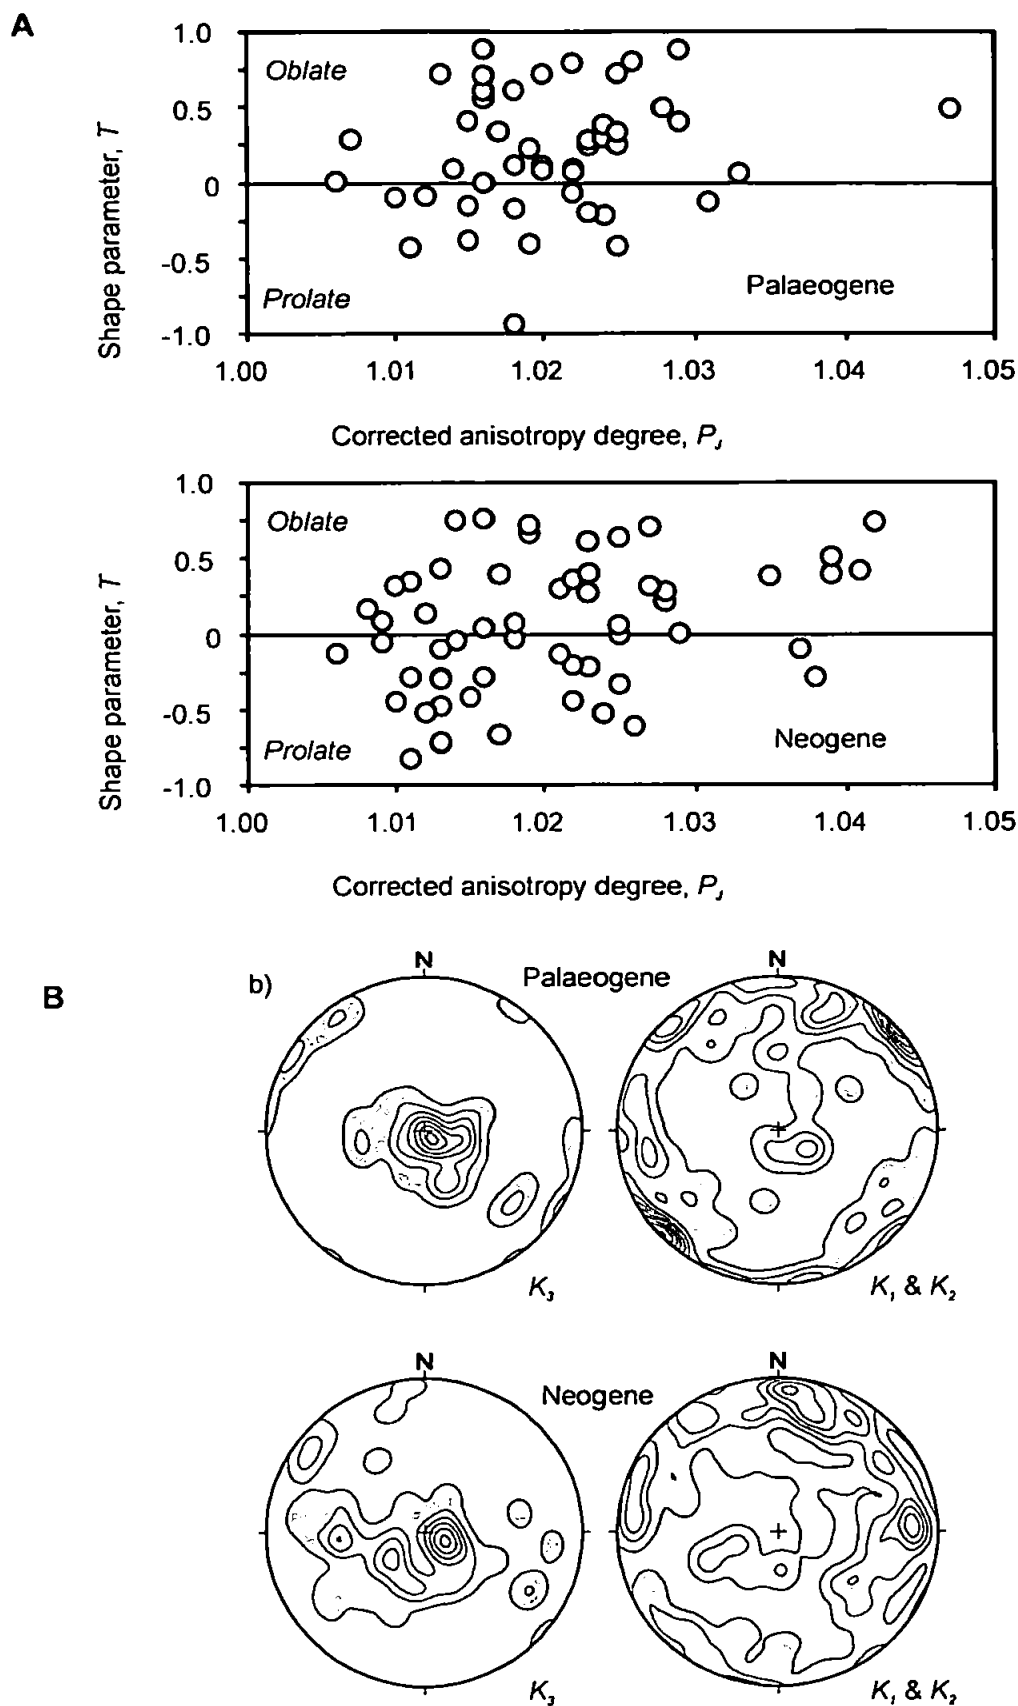 A
Shape parameter, T
1.0
0.5
0
-0.5
-1.0
Oblate
Prolate
Palaeogene
1.00 1.01 1.02 1.03 1.04 1.05
Corrected anisotropy degree, PJ
Shape parameter, T
1.0
0.5
0
-0.5
-1.0
Oblate
Prolate
Neogene
1.00 1.01 1.02 1.03 1.04 1.05
Corrected anisotropy degree, PJ
B
b)
N
Palaeogene
N
K3
K1 & K2
N
Neogene
N
K3
K1 & K2